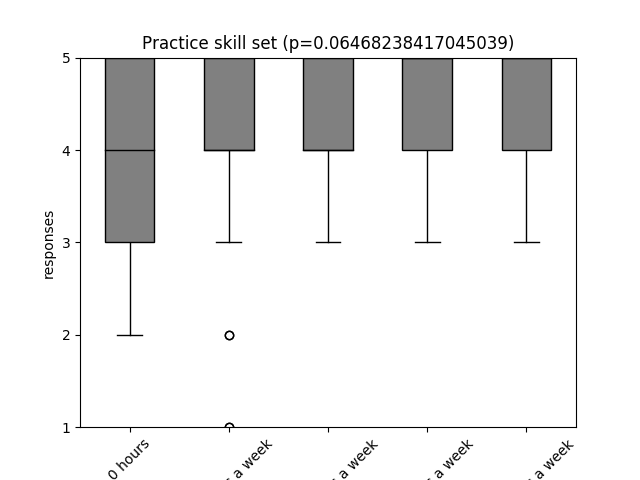 Practice skill set (p=0.06468238417045039)
5
4
3
2
1
responses
0 hours
a week
a week
a week
a week